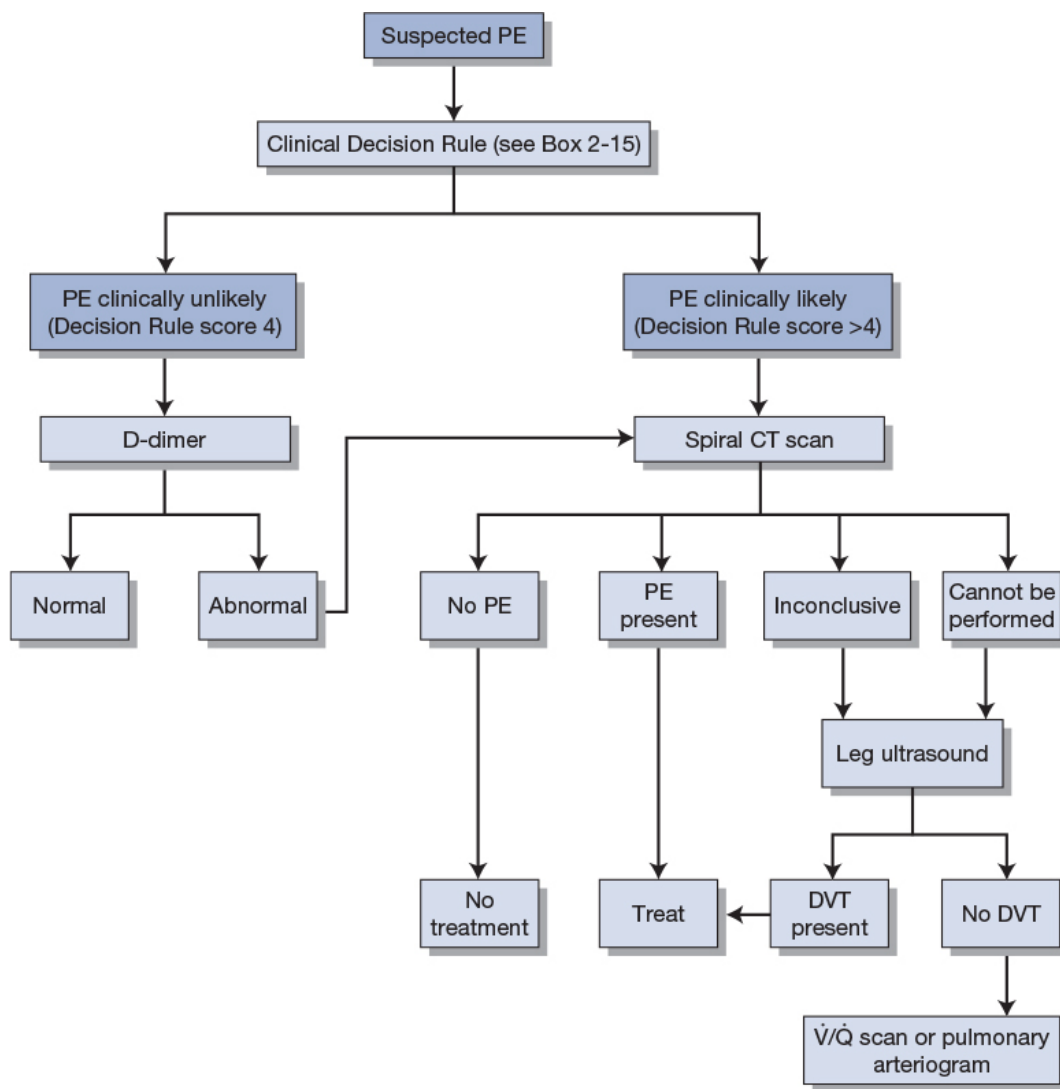 Suspected PE
Clinical Decision Rule (see Box 2-15)
PE clinically unlikely
(Decision Rule score 4)
PE clinically likely
(Decision Rule score >4)
D-dimer
Spiral CT scan
Normal
Abnormal
No PE
PE
present
Inconclusive
Cannot be
performed
Leg ultrasound
No
treatment
Treat
DVT
present
No DVT
V̇/Q̇ scan or pulmonary
arteriogram